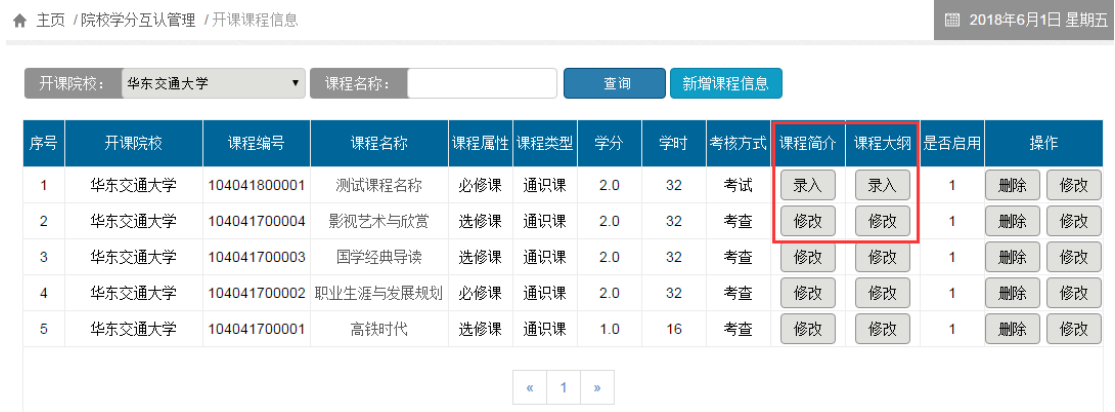 主页 / 院校学分互认管理 / 开课课程信息
2018年6月1日 星期五
开课院校： 华东交通大学 课程名称： 查询 新增课程信息
序号 开课院校 课程编号 课程名称 课程属性 课程类型 学分 学时 考核方式 课程简介 课程大纲 是否启用 操作
1 华东交通大学 104041800001 测试课程名称 必修课 通识课 2.0 32 考试 录入 录入 1 删除 修改
2 华东交通大学 104041700004 影视艺术与欣赏 选修课 通识课 2.0 32 考查 修改 修改 1 删除 修改
3 华东交通大学 104041700003 国学经典导读 选修课 通识课 2.0 32 考查 修改 修改 1 删除 修改
4 华东交通大学 104041700002 职业生涯与发展规划 必修课 通识课 2.0 32 考查 修改 修改 1 删除 修改
5 华东交通大学 104041700001 高铁时代 选修课 通识课 1.0 16 考查 修改 修改 1 删除 修改
« 1 »